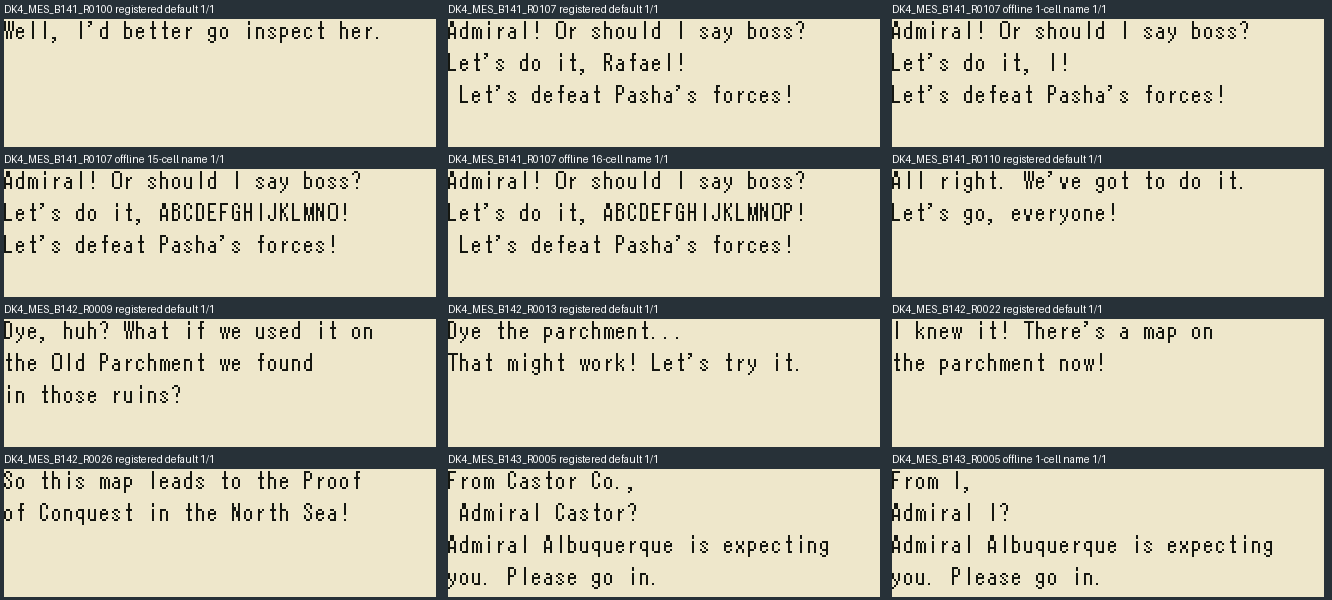 DK4_MES_B141_R0100 registered default 1/1
Well, I'd better go inspect her.
DK4_MES_B141_R0107 registered default 1/1
Admiral! Or should I say boss?
Let's do it, Rafael!
Let's defeat Pasha's forces!
DK4_MES_B141_R0107 offline 1-cell name 1/1
Admiral! Or should I say boss?
Let's do it, I!
Let's defeat Pasha's forces!
DK4_MES_B141_R0107 offline 15-cell name 1/1
Admiral! Or should I say boss?
Let's do it, ABCDEFGHIJKLMNO!
Let's defeat Pasha's forces!
DK4_MES_B141_R0107 offline 16-cell name 1/1
Admiral! Or should I say boss?
Let's do it, ABCDEFGHIJKLMNOP!
Let's defeat Pasha's forces!
DK4_MES_B141_R0110 registered default 1/1
All right. We've got to do it.
Let's go, everyone!
DK4_MES_B142_R0009 registered default 1/1
Dye, huh? What if we used it on
the Old Parchment we found
in those ruins?
DK4_MES_B142_R0013 registered default 1/1
Dye the parchment...
That might work! Let's try it.
DK4_MES_B142_R0022 registered default 1/1
I knew it! There's a map on
the parchment now!
DK4_MES_B142_R0026 registered default 1/1
So this map leads to the Proof
of Conquest in the North Sea!
DK4_MES_B143_R0005 registered default 1/1
From Castor Co.,
Admiral Castor?
Admiral Albuquerque is expecting
you. Please go in.
DK4_MES_B143_R0005 offline 1-cell name 1/1
From I,
Admiral I?
Admiral Albuquerque is expecting
you. Please go in.